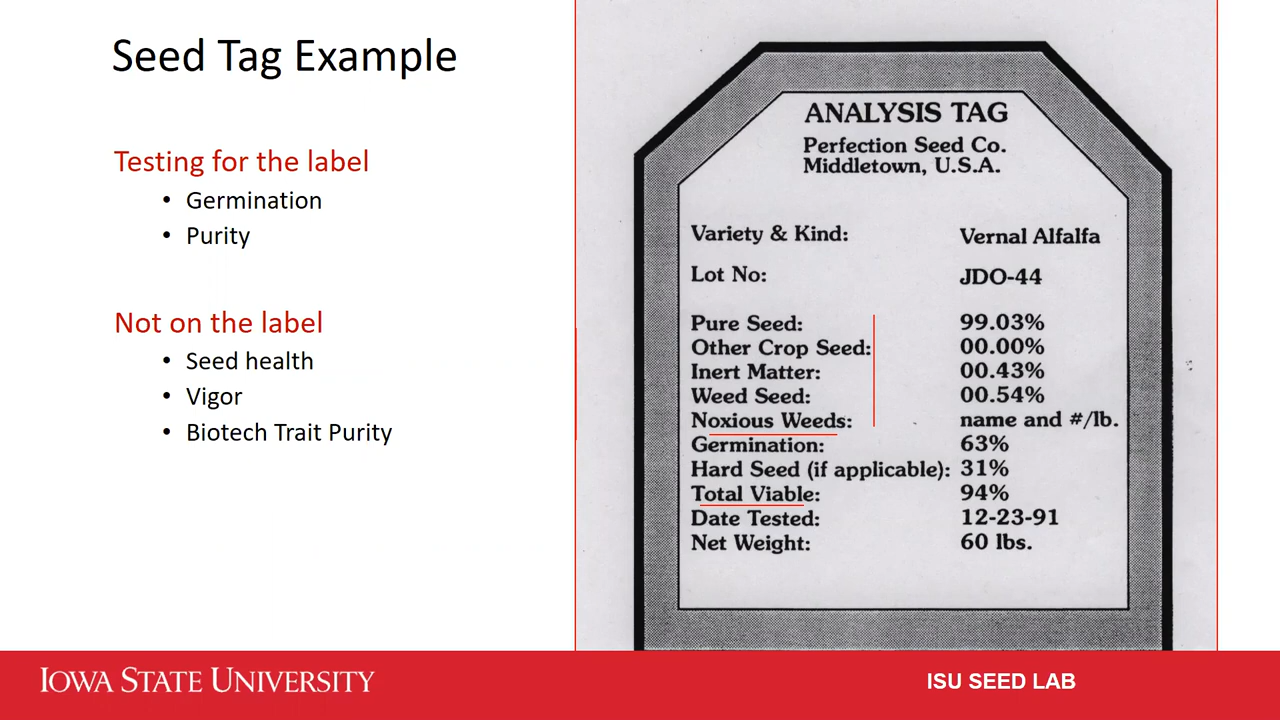 Seed Tag Example
Testing for the label
• Germination
• Purity
Not on the label
• Seed health
• Vigor
• Biotech Trait Purity
ANALYSIS TAG
Perfection Seed Co.
Middletown, U.S.A.
Variety & Kind: Vernal Alfalfa
Lot No: JDO-44
Pure Seed: 99.03%
Other Crop Seed: 00.00%
Inert Matter: 00.43%
Weed Seed: 00.54%
Noxious Weeds: name and #/lb.
Germination: 63%
Hard Seed (if applicable): 31%
Total Viable: 94%
Date Tested: 12-23-91
Net Weight: 60 lbs.
IOWA STATE UNIVERSITY
ISU SEED LAB